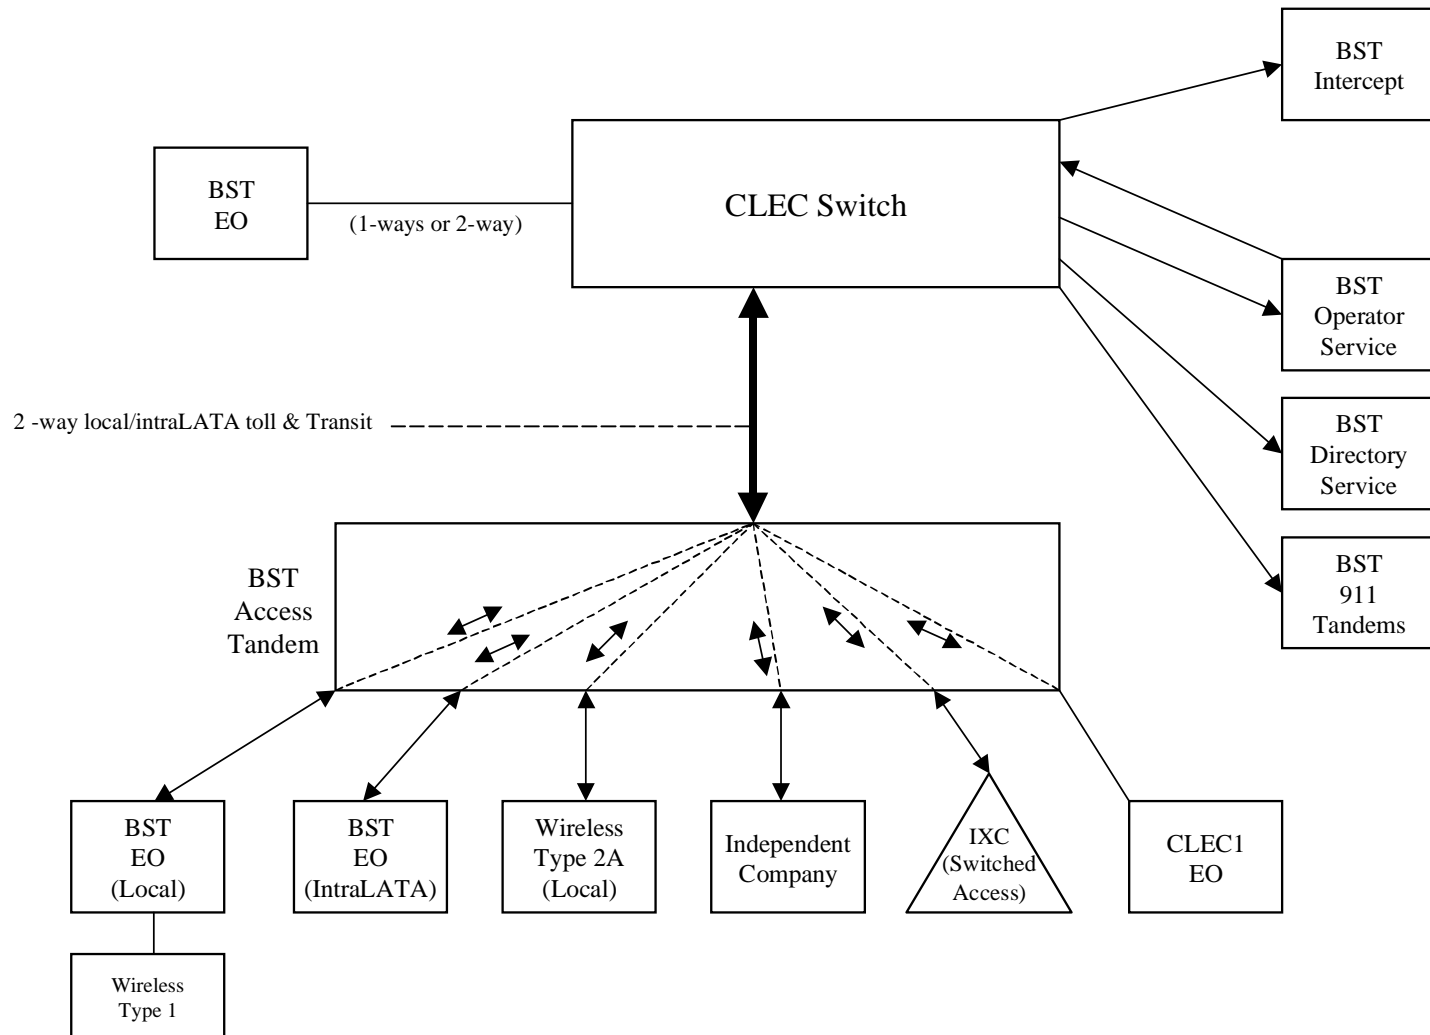 BST
Intercept
BST
EO
(1-ways or 2-way)
CLEC Switch
BST
Operator
Service
2 -way local/intraLATA toll & Transit
BST
Directory
Service
BST
911
Tandems
BST
Access
Tandem
BST
EO
(Local)
BST
EO
(IntraLATA)
Wireless
Type 2A
(Local)
Independent
Company
IXC
(Switched
Access)
CLEC1
EO
Wireless
Type 1